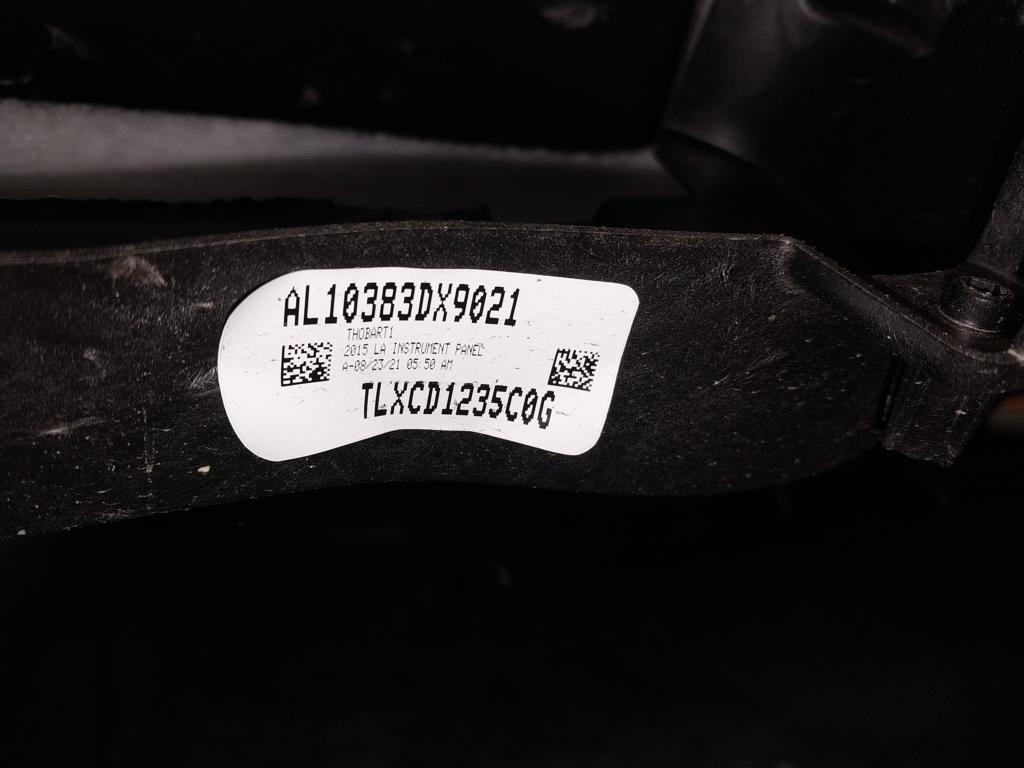 AL10383DX9021
THOBART1
2015 LA INSTRUMENT PANEL
A-08/23/21 05:50 AM
TLXCD1235C0G